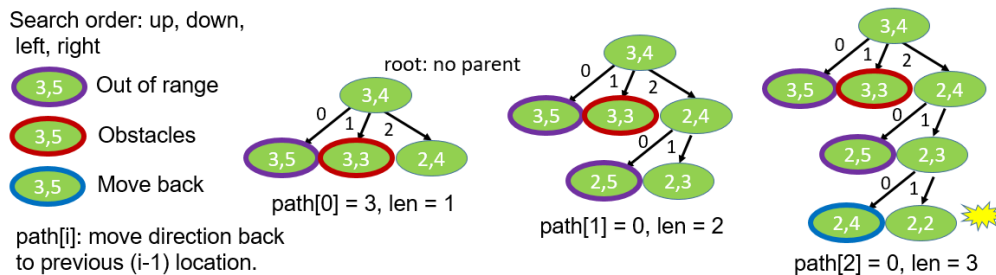 Search order: up, down,
left, right
3,5 Out of range
3,5 Obstacles
3,5 Move back
path[i]: move direction back
to previous (i-1) location.
root: no parent
3,4
0 1 2
3,5 3,3 2,4
path[0] = 3, len = 1
3,4
0 1 2
3,5 3,3 2,4
0 1
2,5 2,3
path[1] = 0, len = 2
3,4
0 1 2
3,5 3,3 2,4
0 1
2,5 2,3
0 1
2,4 2,2
path[2] = 0, len = 3